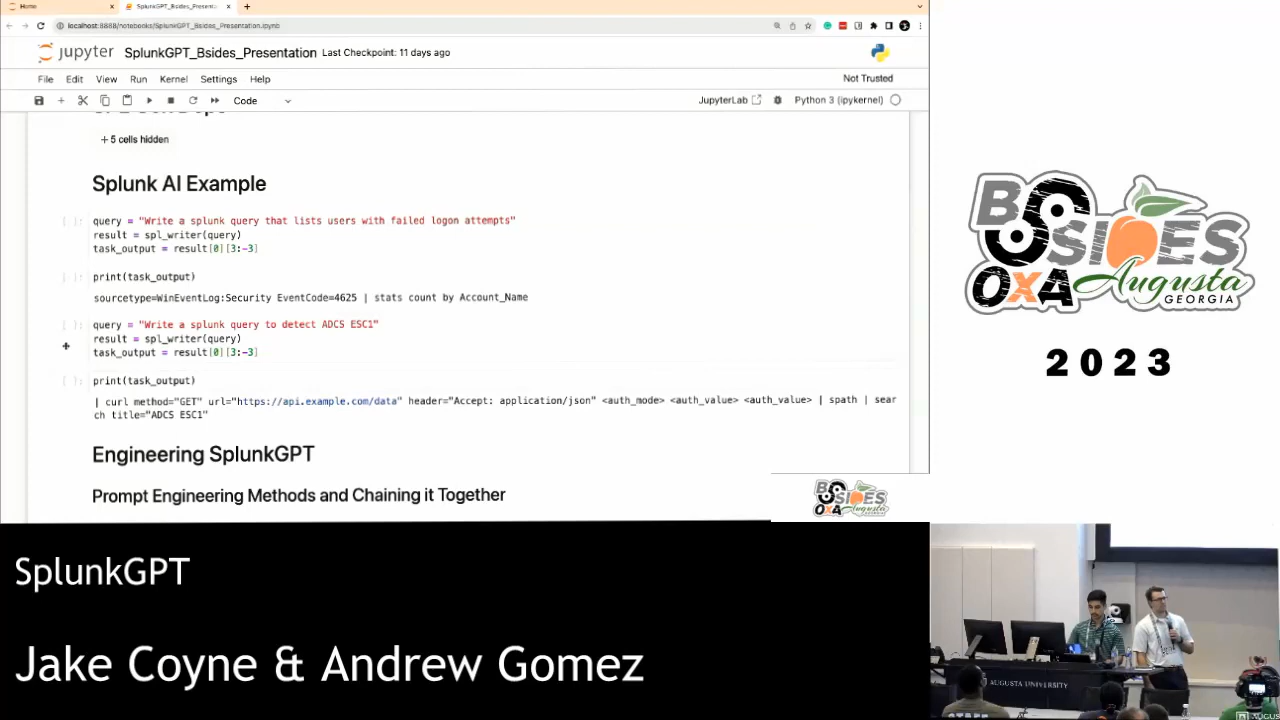 Home
SplunkGPT_Bsides_Presentati
localhost:8888/notebooks/SplunkGPT_Bsides_Presentation.ipynb
jupyter SplunkGPT_Bsides_Presentation Last Checkpoint: 11 days ago
File Edit View Run Kernel Settings Help
Not Trusted
Code
JupyterLab
Python 3 (ipykernel)
+ 5 cells hidden
Splunk AI Example
[ ]: query = "Write a splunk query that lists users with failed logon attempts"
result = spl_writer(query)
task_output = result[0][3:-3]
[ ]: print(task_output)
sourcetype=WinEventLog:Security EventCode=4625 | stats count by Account_Name
[ ]: query = "Write a splunk query to detect ADCS ESC1"
result = spl_writer(query)
task_output = result[0][3:-3]
[ ]: print(task_output)
| curl method="GET" url="https://api.example.com/data" header="Accept: application/json" <auth_mode> <auth_value> <auth_value> | spath | sear
ch title="ADCS ESC1"
Engineering SplunkGPT
Prompt Engineering Methods and Chaining it Together
BSIDES
OXA Augusta
BSIDES
OXA Augusta
GEORGIA
2023
SplunkGPT
Jake Coyne & Andrew Gomez
AUGUSTA UNIVERSITY